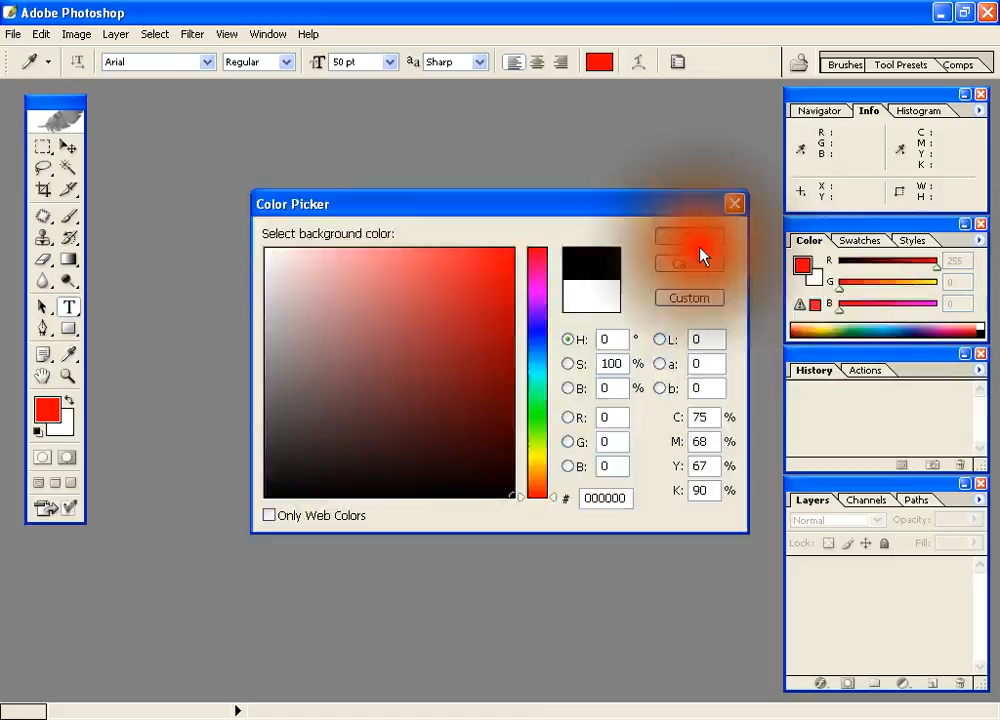 Adobe Photoshop
File Edit Image Layer Select Filter View Window Help
Arial Regular 50 pt aa Sharp Brushes Tool Presets Comps
Navigator Info Histogram
R : C :
G : M :
B : Y :
K :
X : W :
Y : H :
Color Picker
Select background color:
Custom
H: 0 ° L: 0
S: 100 % a: 0
B: 0 % b: 0
R: 0 C: 75 %
G: 0 M: 68 %
B: 0 Y: 67 %
# 000000 K: 90 %
Only Web Colors
Color Swatches Styles
R 255
G 0
B 0
History Actions
Layers Channels Paths
Normal Opacity:
Lock: Fill:
T